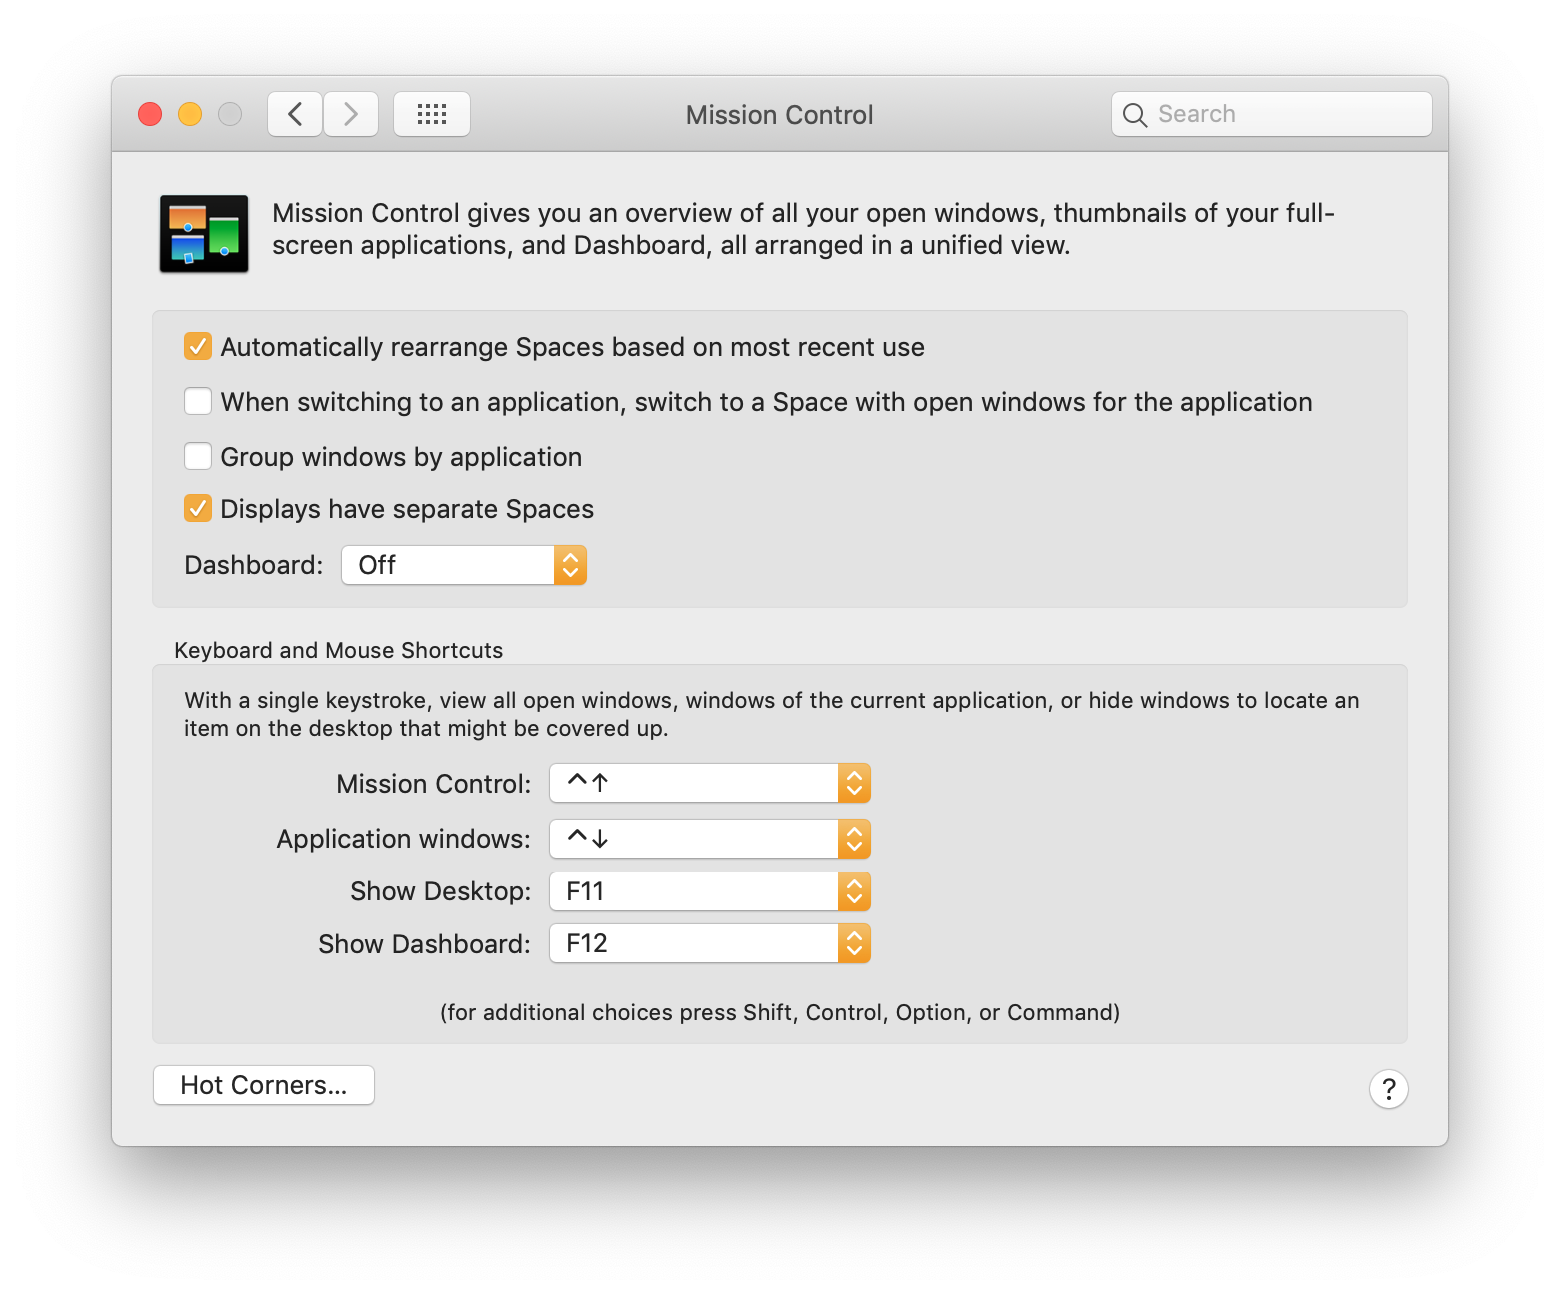 Mission Control
Search
Mission Control gives you an overview of all your open windows, thumbnails of your full-
screen applications, and Dashboard, all arranged in a unified view.
Automatically rearrange Spaces based on most recent use
When switching to an application, switch to a Space with open windows for the application
Group windows by application
Displays have separate Spaces
Dashboard: Off
Keyboard and Mouse Shortcuts
With a single keystroke, view all open windows, windows of the current application, or hide windows to locate an
item on the desktop that might be covered up.
Mission Control: ^↑
Application windows: ^↓
Show Desktop: F11
Show Dashboard: F12
(for additional choices press Shift, Control, Option, or Command)
Hot Corners...
?